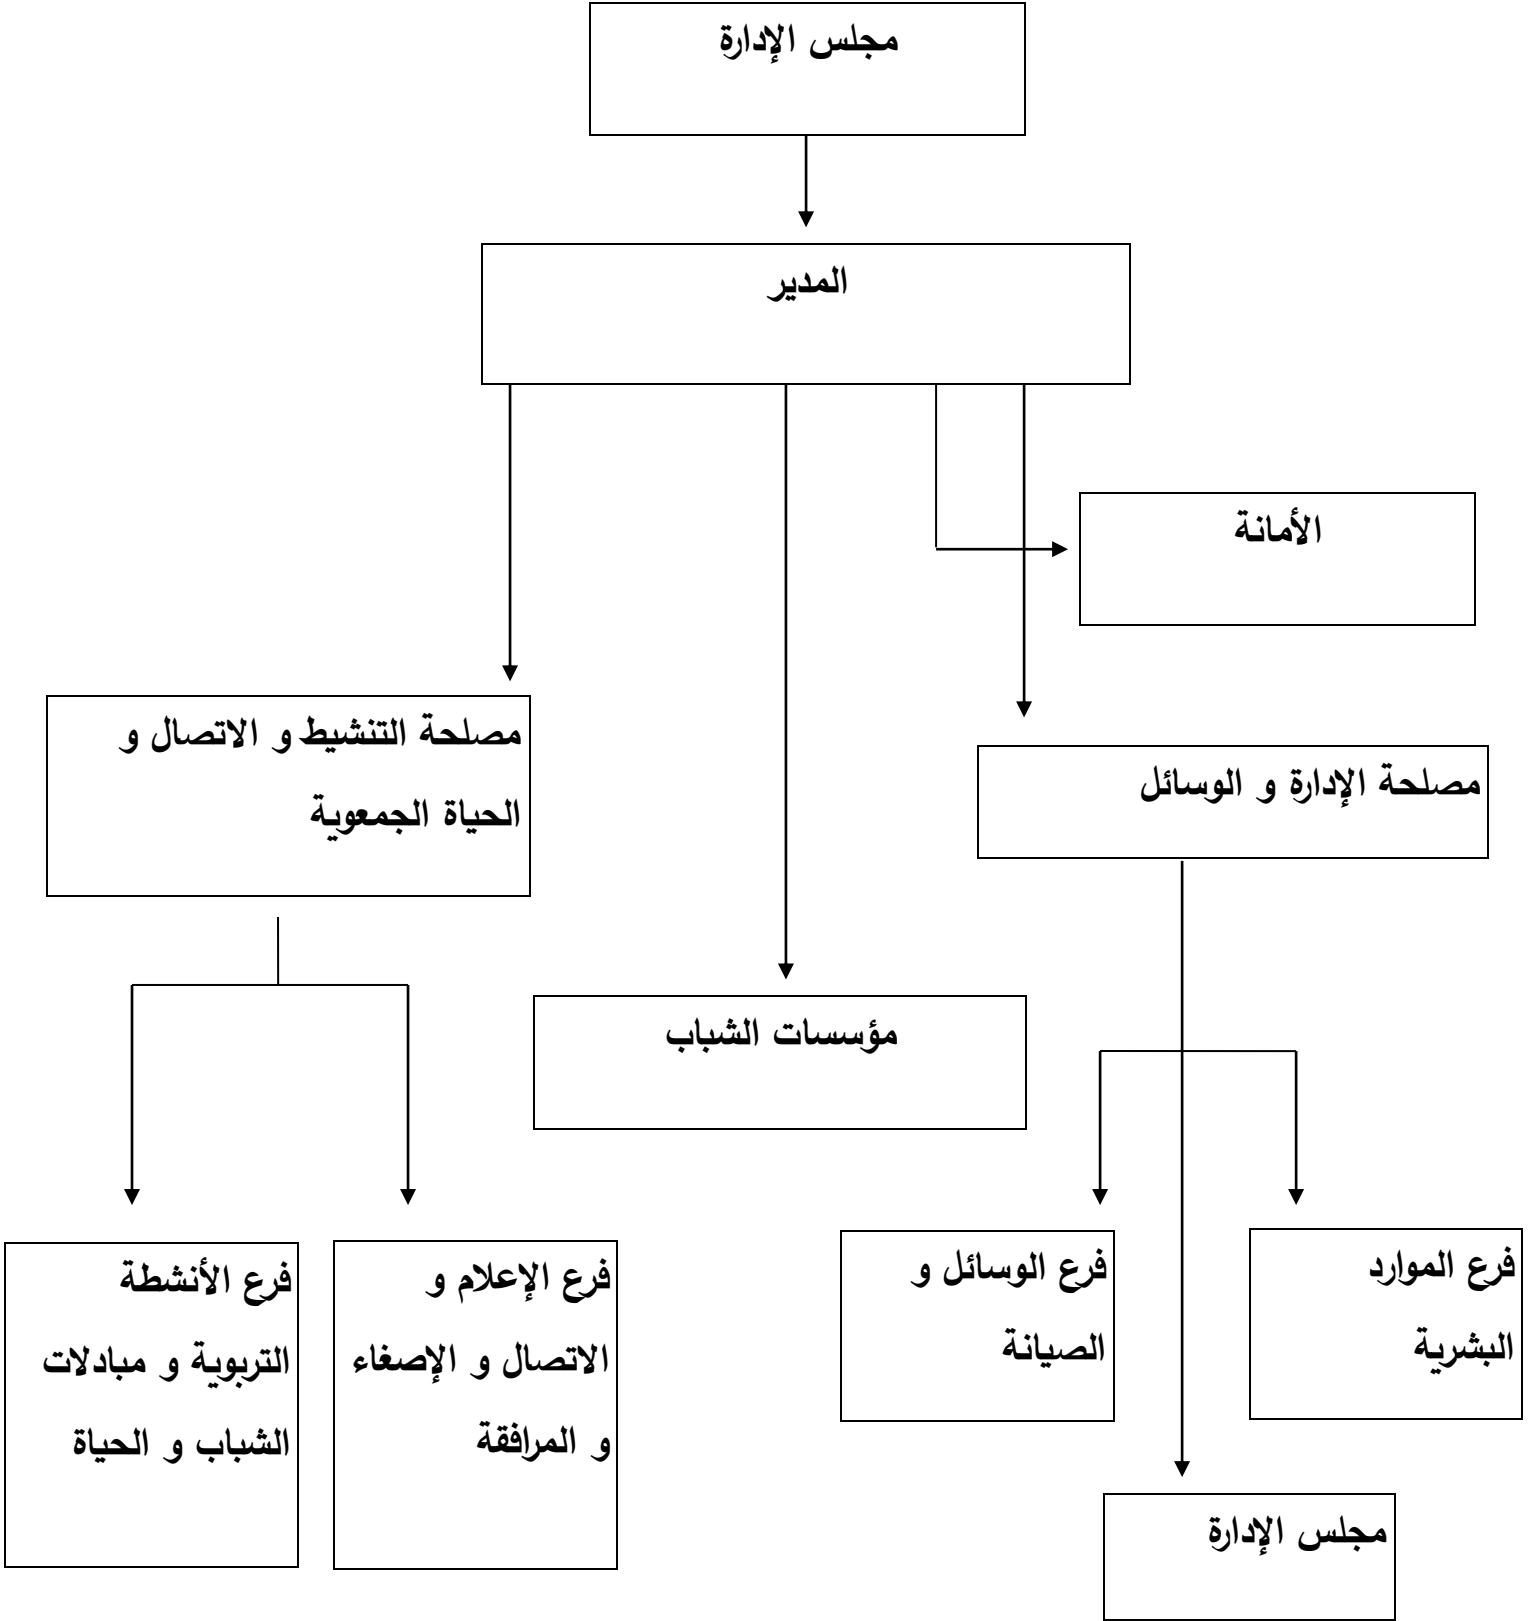 مجلس الإدارة
المدير
الأمانة
مصلحة التنشيط و الاتصال و
الحياة الجمعوية
مصلحة الإدارة و الوسائل
مؤسسات الشباب
فرع الموارد
البشرية
فرع الوسائل و
الصيانة
فرع الإعلام و
الاتصال و الإصغاء
و المرافقة
فرع الأنشطة
التربوية و مبادلات
الشباب و الحياة
مجلس الإدارة